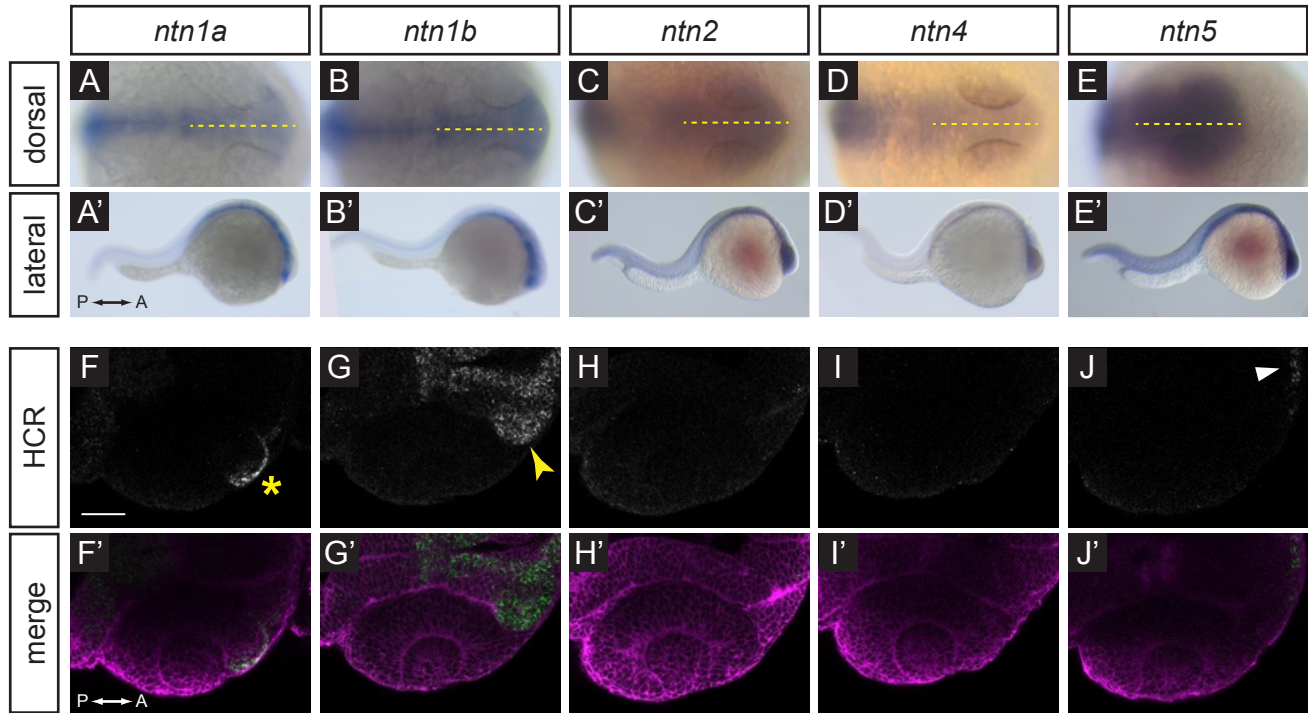 ntn1a ntn1b ntn2 ntn4 ntn5
dorsal
A B C D E
lateral
A' B' C' D' E'
P A
HCR
F G H I J
*
merge
F' G' H' I' J'
P A